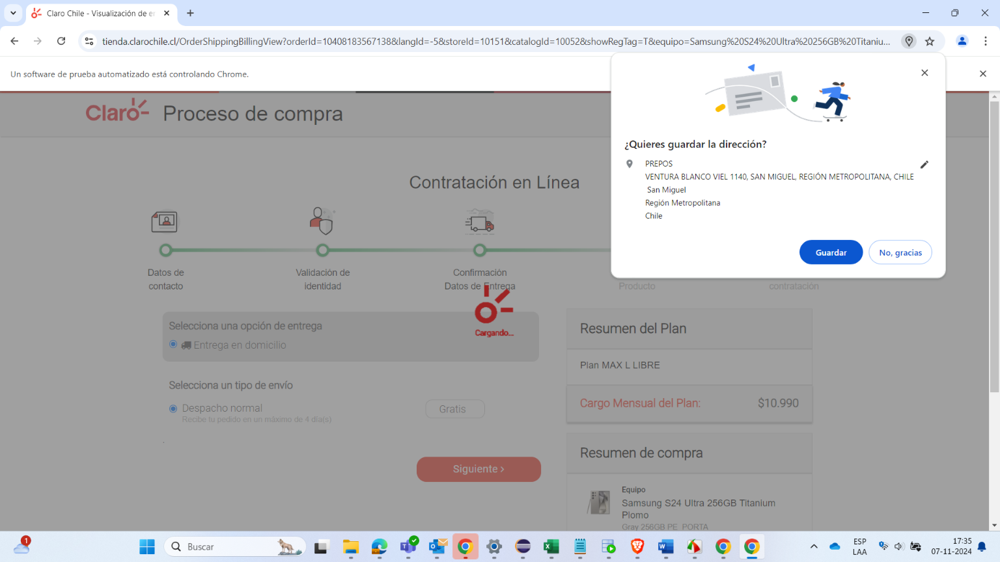 Claro Chile - Visualización de e
tienda.clarochile.cl/OrderShippingBillingView?orderId=10408183567138&langId=-5&storeId=10151&catalogId=10052&showRegTag=T&equipo=Samsung%20S24%20Ultra%20256GB%20Titaniu...
Un software de prueba automatizado está controlando Chrome.
Claro
Proceso de compra
¿Quieres guardar la dirección?
PREPOS
VENTURA BLANCO VIEL 1140, SAN MIGUEL, REGIÓN METROPOLITANA, CHILE
San Miguel
Región Metropolitana
Chile
Guardar
No, gracias
Contratación en Línea
Datos de
contacto
Validación de
identidad
Confirmación
Datos de Entrega
Producto
contratación
Cargando...
Selecciona una opción de entrega
Entrega en domicilio
Selecciona un tipo de envío
Despacho normal
Gratis
Recibe tu pedido en un máximo de 4 día(s)
.
Siguiente ›
Resumen del Plan
Plan MAX L LIBRE
Cargo Mensual del Plan: $10.990
Resumen de compra
Equipo
Samsung S24 Ultra 256GB Titanium
Plomo
Gray 256GB PE_PORTA
1
Buscar
ESP
LAA
17:35
07-11-2024